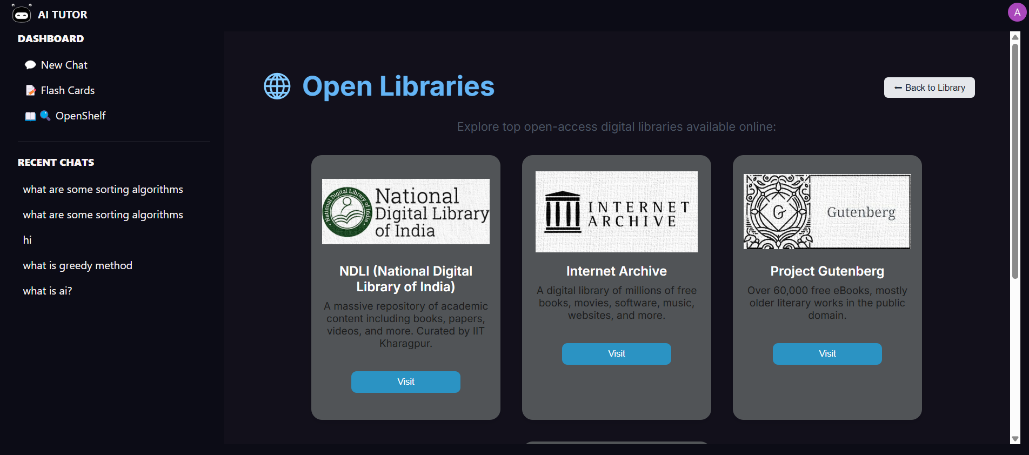 AI TUTOR
A
DASHBOARD
New Chat
Flash Cards
OpenShelf
RECENT CHATS
what are some sorting algorithms
what are some sorting algorithms
hi
what is greedy method
what is ai?
Open Libraries
← Back to Library
Explore top open-access digital libraries available online:
National Digital Library of India
National
Digital Library
of India
NDLI (National Digital
Library of India)
A massive repository of academic
content including books, papers,
videos, and more. Curated by IIT
Kharagpur.
Visit
INTERNET
ARCHIVE
Internet Archive
A digital library of millions of free
books, movies, software, music,
websites, and more.
Visit
G
Gutenberg
Project Gutenberg
Over 60,000 free eBooks, mostly
older literary works in the public
domain.
Visit